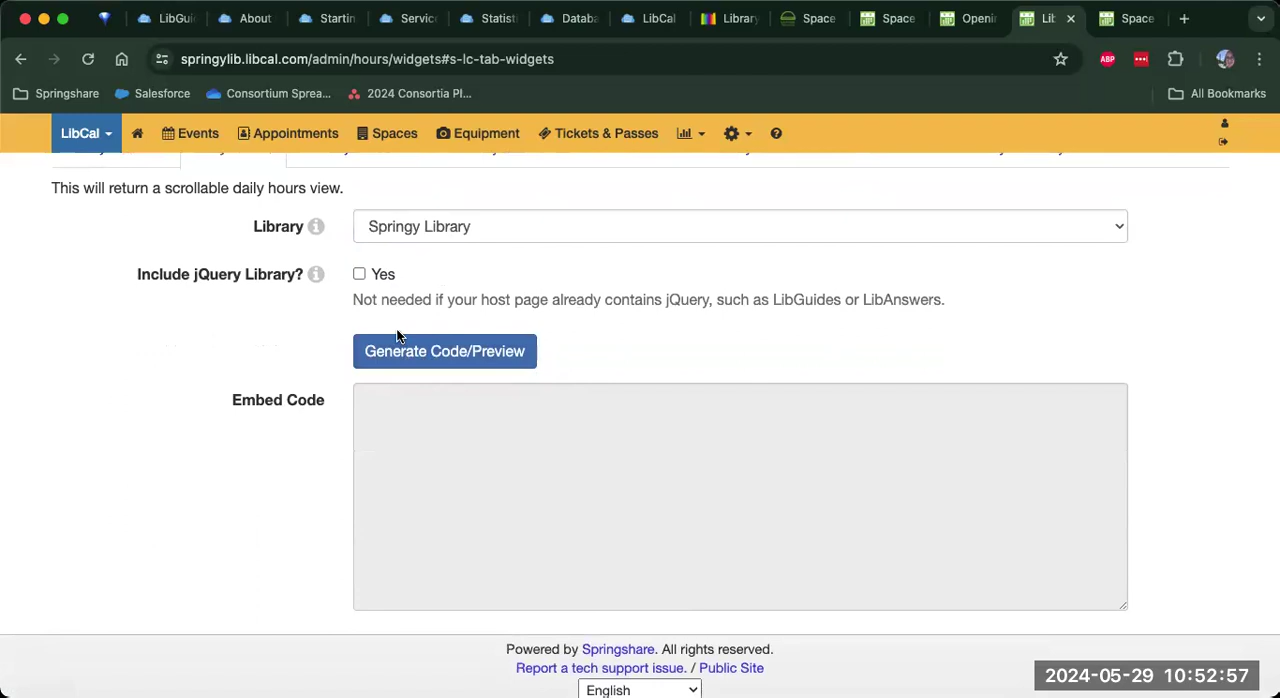 LibGui
About
Startin
Servic
Statist
Databa
LibCal
Library
Space
Space
Openin
Lib
Space
springylib.libcal.com/admin/hours/widgets#s-lc-tab-widgets
ABP
Springshare
Salesforce
Consortium Sprea...
2024 Consortia Pl...
All Bookmarks
LibCal
Events
Appointments
Spaces
Equipment
Tickets & Passes
This will return a scrollable daily hours view.
Library
Springy Library
Include jQuery Library?
Yes
Not needed if your host page already contains jQuery, such as LibGuides or LibAnswers.
Generate Code/Preview
Embed Code
Powered by Springshare. All rights reserved.
Report a tech support issue. / Public Site
English
2024-05-29 10:52:57